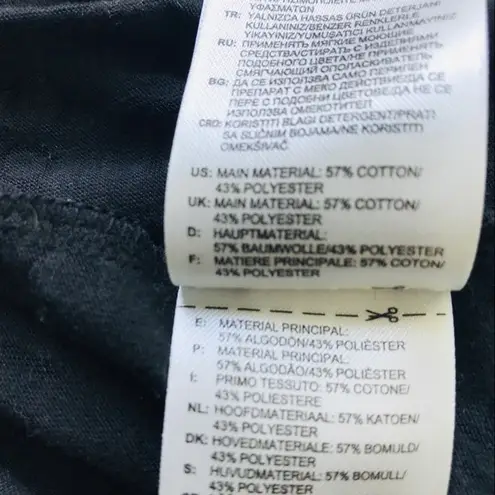 ΥΦΑΣΜΑΤΩΝ
TR: YALNIZCA HASSAS ÜRÜN DETERJANI
KULLANINIZ/BENZER RENKLERLE
YIKAYINIZ/YUMUŞATICI KULLANMAYINIZ
RU: ПРИМЕНЯТЬ МЯГКИЕ МОЮЩИЕ
СРЕДСТВА/СТИРАТЬ С ИЗДЕЛИЯМИ
ПОДОБНОГО ЦВЕТА/НЕ ПРИМЕНЯТЬ
СМЯГЧАЮЩИЙ ОПОЛАСКИВАТЕЛЬ
BG: ДА СЕ ИЗПОЛЗВА САМО ПЕРИЛЕН
ПРЕПАРАТ С МЕКО ДЕЙСТВИЕ/ДА СЕ
ПЕРЕ С ПОДОБНИ ЦВЕТОВЕ/ДА НЕ СЕ
ИЗПОЛЗВА ОМЕКОТИТЕЛ
CRO: KORISTITI BLAGI DETERGENT/PRATI
SA SLIČNIM BOJAMA/NE KORISTITI
OMEKŠIVAČ
US: MAIN MATERIAL: 57% COTTON/
43% POLYESTER
UK: MAIN MATERIAL: 57% COTTON/
43% POLYESTER
D: HAUPTMATERIAL:
57% BAUMWOLLE/43% POLYESTER
F: MATIERE PRINCIPALE: 57% COTON/
43% POLYESTER
E: MATERIAL PRINCIPAL:
57% ALGODÓN/43% POLIÉSTER
P: MATERIAL PRINCIPAL:
57% ALGODÃO/43% POLIÉSTER
I: PRIMO TESSUTO: 57% COTONE/
43% POLIESTERE
NL: HOOFDMATERIAAL: 57% KATOEN/
43% POLYESTER
DK: HOVEDMATERIALE: 57% BOMULD/
43% POLYESTER
S: HUVUDMATERIAL: 57% BOMULL/
43% POLYESTER